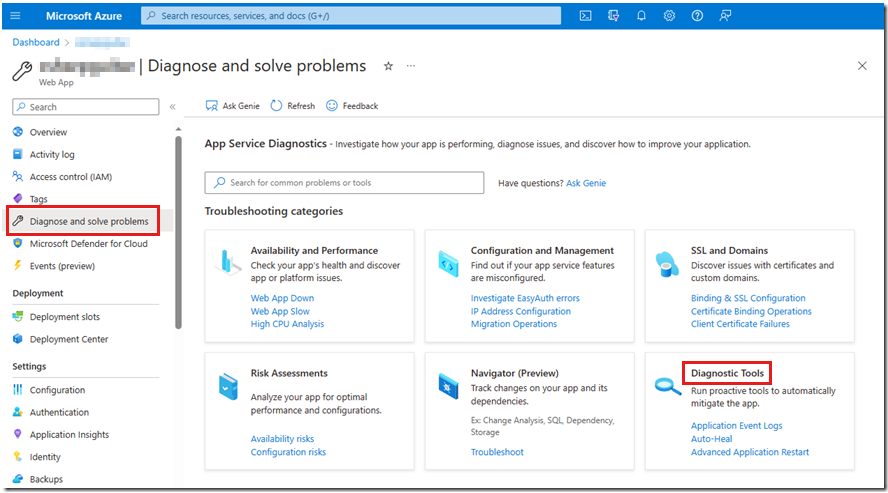 Microsoft Azure
Search resources, services, and docs (G+/)
Dashboard
| Diagnose and solve problems
Web App
Search
Overview
Activity log
Access control (IAM)
Tags
Diagnose and solve problems
Microsoft Defender for Cloud
Events (preview)
Deployment
Deployment slots
Deployment Center
Settings
Configuration
Authentication
Application Insights
Identity
Backups
Ask Genie
Refresh
Feedback
App Service Diagnostics - Investigate how your app is performing, diagnose issues, and discover how to improve your application.
Search for common problems or tools
Have questions? Ask Genie
Troubleshooting categories
Availability and Performance
Check your app's health and discover
app or platform issues.
Web App Down
Web App Slow
High CPU Analysis
Configuration and Management
Find out if your app service features
are misconfigured.
Investigate EasyAuth errors
IP Address Configuration
Migration Operations
SSL and Domains
Discover issues with certificates and
custom domains.
Binding & SSL Configuration
Certificate Binding Operations
Client Certificate Failures
Risk Assessments
Analyze your app for optimal
performance and configurations.
Availability risks
Configuration risks
Navigator (Preview)
Track changes on your app and its
dependencies.
Ex: Change Analysis, SQL, Dependency,
Storage
Troubleshoot
Diagnostic Tools
Run proactive tools to automatically
mitigate the app.
Application Event Logs
Auto-Heal
Advanced Application Restart